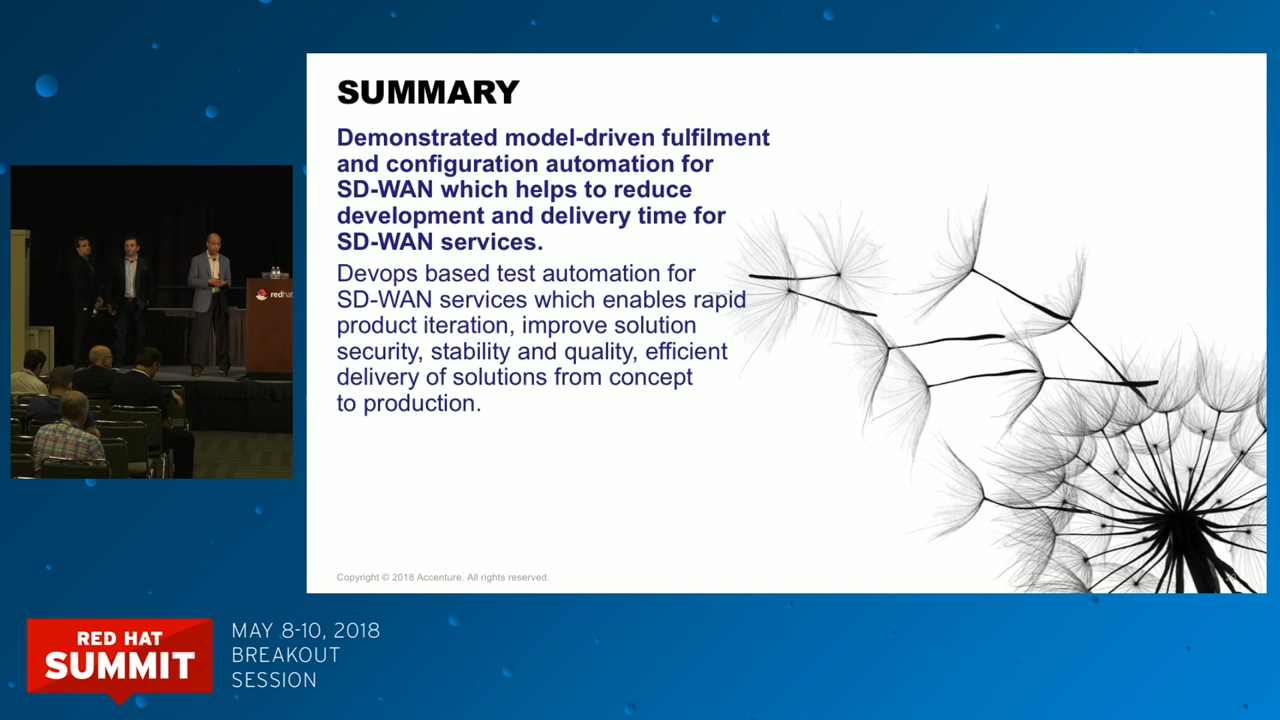 SUMMARY
Demonstrated model-driven fulfilment
and configuration automation for
SD-WAN which helps to reduce
development and delivery time for
SD-WAN services.
Devops based test automation for
SD-WAN services which enables rapid
product iteration, improve solution
security, stability and quality, efficient
delivery of solutions from concept
to production.
Copyright © 2018 Accenture. All rights reserved.
redhat
RED HAT
SUMMIT
MAY 8-10, 2018
BREAKOUT
SESSION